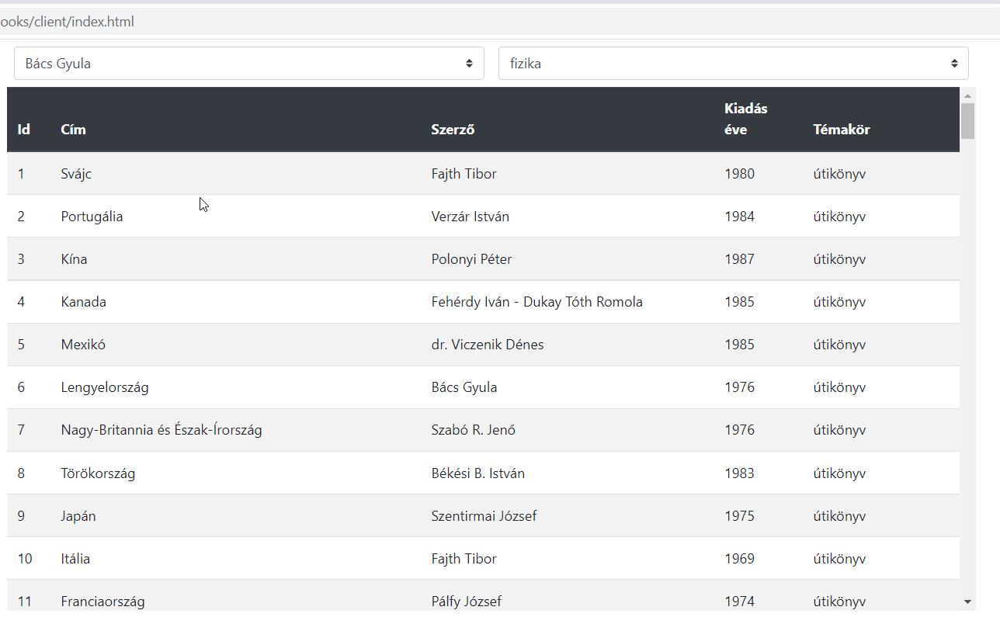 ooks/client/index.html
Bács Gyula fizika
Id Cím Szerző Kiadás éve Témakör
1 Svájc Fajth Tibor 1980 útikönyv
2 Portugália Verzár István 1984 útikönyv
3 Kína Polonyi Péter 1987 útikönyv
4 Kanada Fehérdy Iván - Dukay Tóth Romola 1985 útikönyv
5 Mexikó dr. Viczenik Dénes 1985 útikönyv
6 Lengyelország Bács Gyula 1976 útikönyv
7 Nagy-Britannia és Észak-Írország Szabó R. Jenő 1976 útikönyv
8 Törökország Békési B. István 1983 útikönyv
9 Japán Szentirmai József 1975 útikönyv
10 Itália Fajth Tibor 1969 útikönyv
11 Franciaország Pálfy József 1974 útikönyv